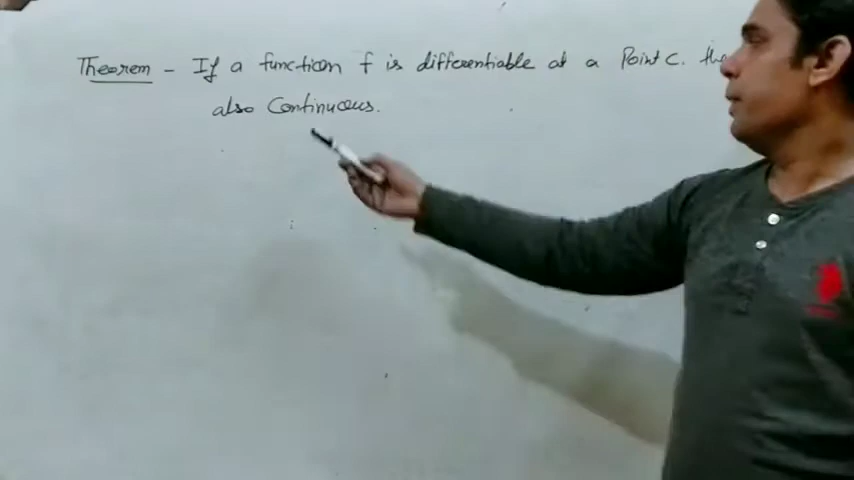 Theorem - If a function f is differentiable at a Point C. the
also Continuous.